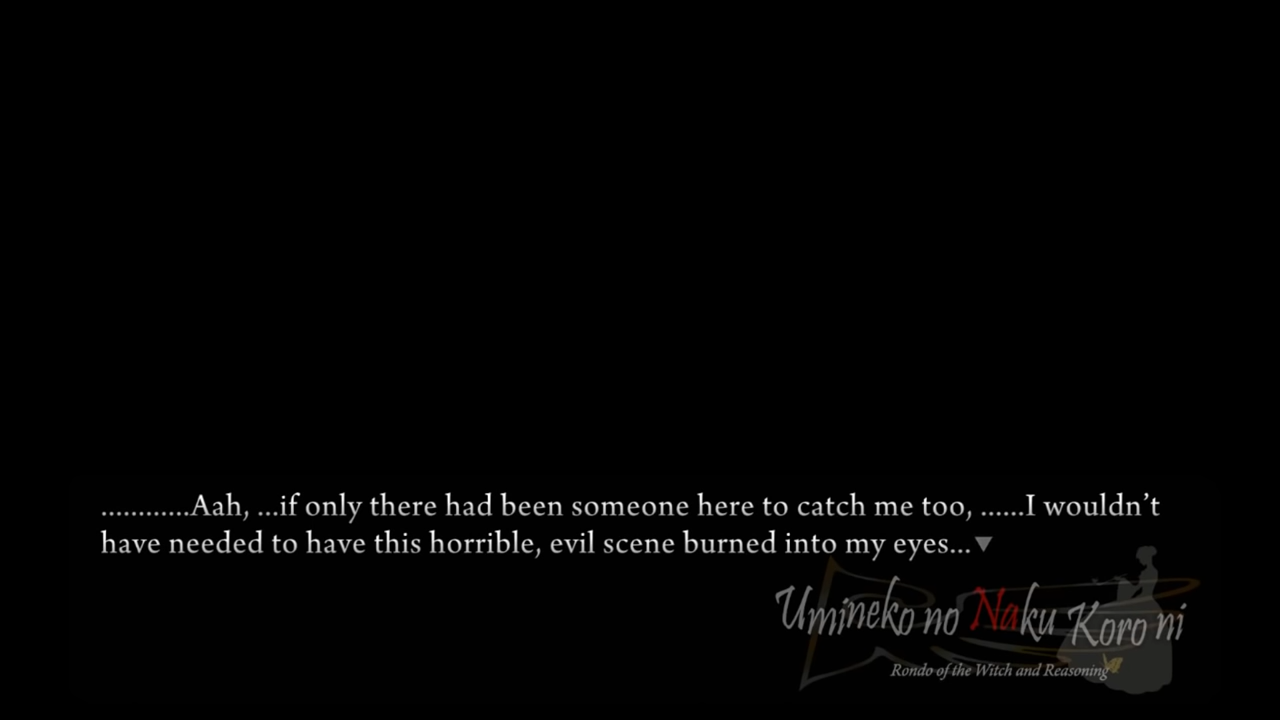 ............Aah, ...if only there had been someone here to catch me too, ......I wouldn't
have needed to have this horrible, evil scene burned into my eyes...▼
Umineko no Naku Koro ni
Rondo of the Witch and Reasoning